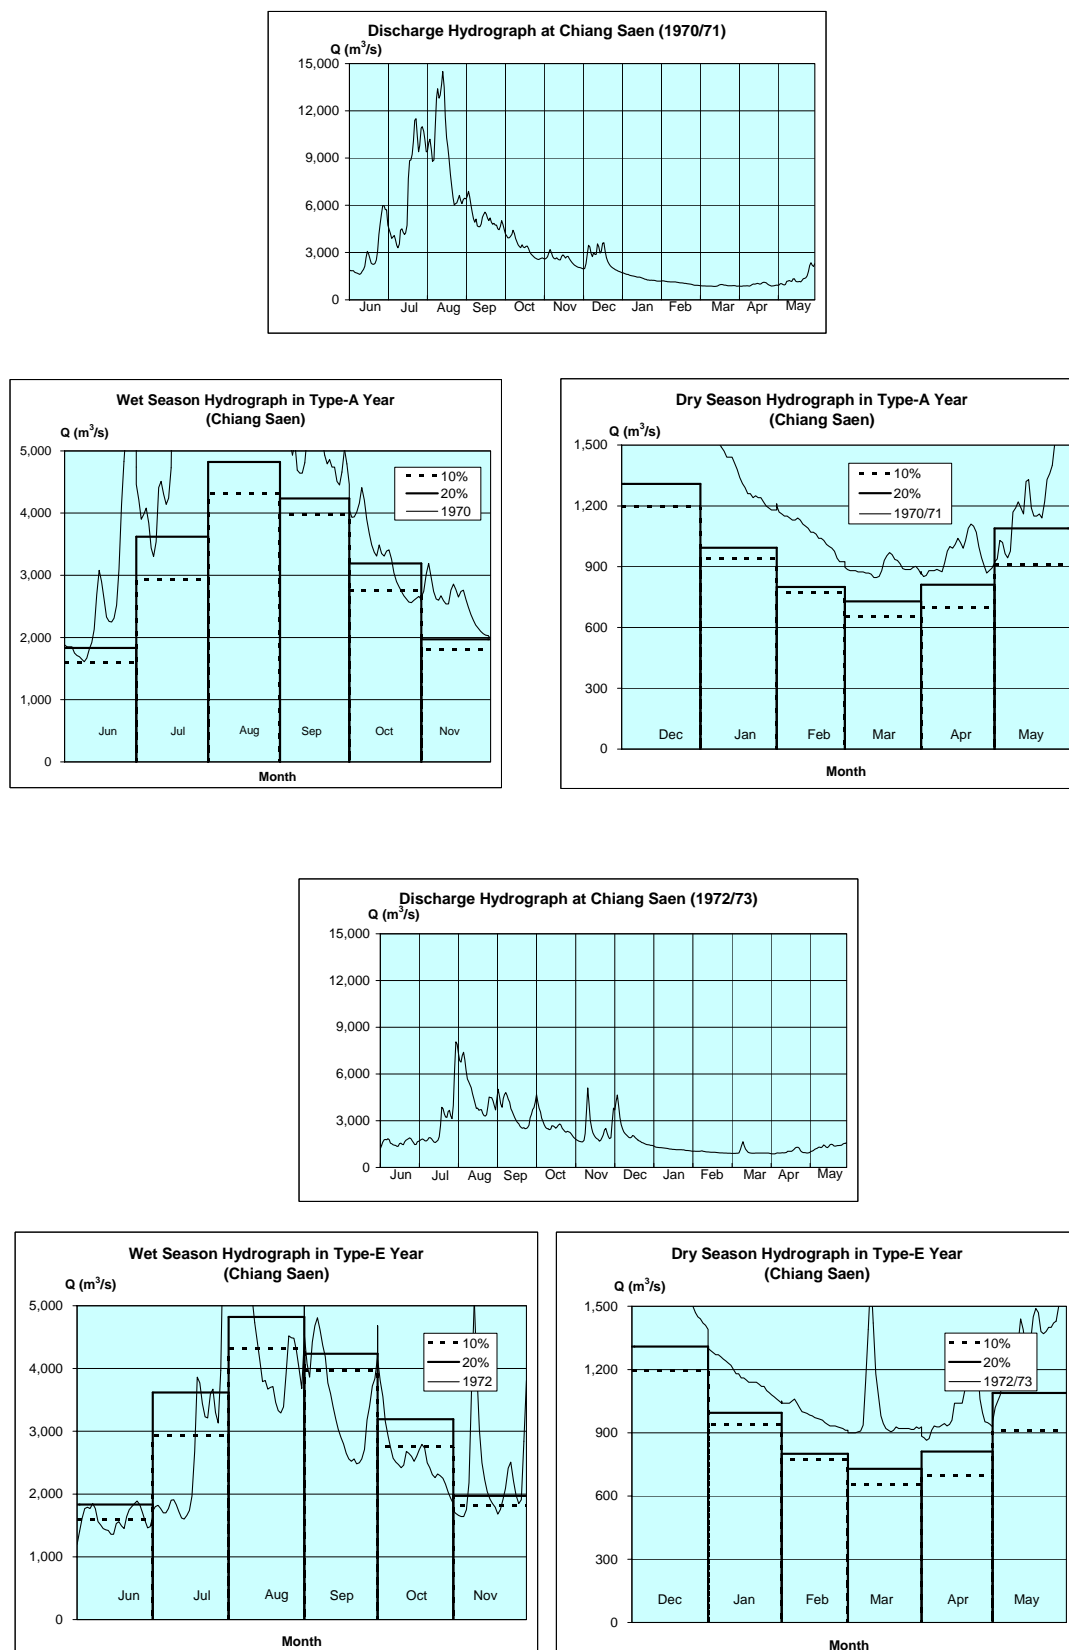 Discharge Hydrograph at Chiang Saen (1970/71)
Q (m³/s)
15,000
12,000
9,000
6,000
3,000
0
Jun Jul Aug Sep Oct Nov Dec Jan Feb Mar Apr May
Wet Season Hydrograph in Type-A Year
(Chiang Saen)
Q (m³/s)
5,000
4,000
3,000
2,000
1,000
0
10%
20%
1970
Jun Jul Aug Sep Oct Nov
Month
Dry Season Hydrograph in Type-A Year
(Chiang Saen)
Q (m³/s)
1,500
1,200
900
600
300
0
10%
20%
1970/71
Dec Jan Feb Mar Apr May
Month
Discharge Hydrograph at Chiang Saen (1972/73)
Q (m³/s)
15,000
12,000
9,000
6,000
3,000
0
Jun Jul Aug Sep Oct Nov Dec Jan Feb Mar Apr May
Wet Season Hydrograph in Type-E Year
(Chiang Saen)
Q (m³/s)
5,000
4,000
3,000
2,000
1,000
0
10%
20%
1972
Jun Jul Aug Sep Oct Nov
Month
Dry Season Hydrograph in Type-E Year
(Chiang Saen)
Q (m³/s)
1,500
1,200
900
600
300
0
10%
20%
1972/73
Dec Jan Feb Mar Apr May
Month